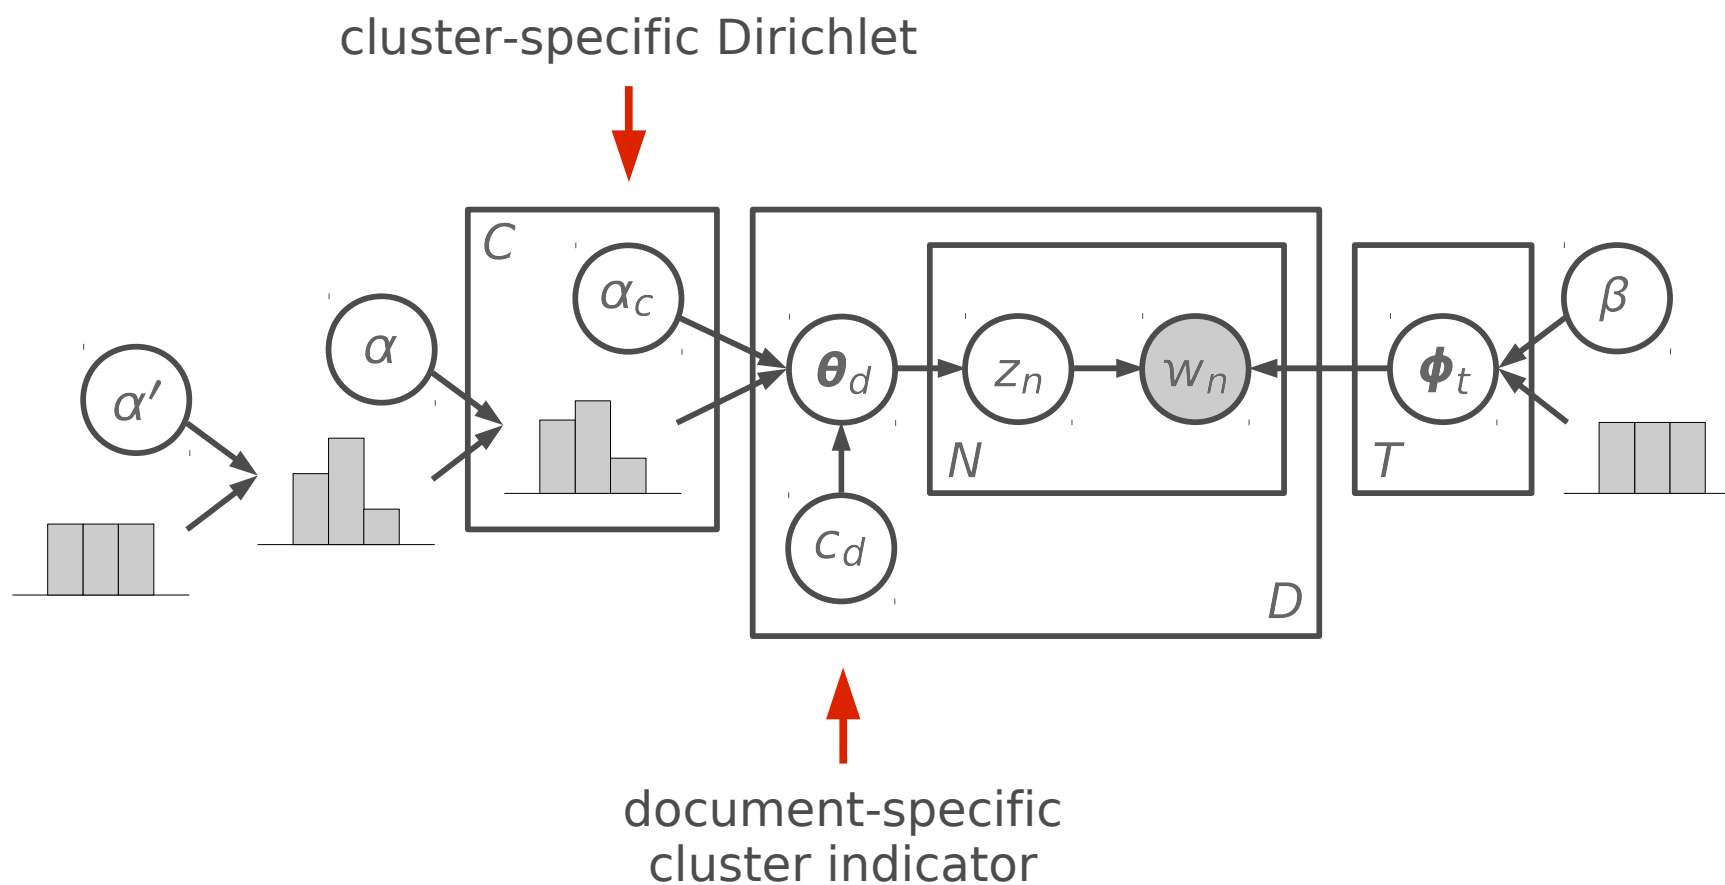 cluster-specific Dirichlet
C
α_c
α
α′
θ_d
z_n
w_n
ϕ_t
β
N
T
c_d
D
document-specific
cluster indicator